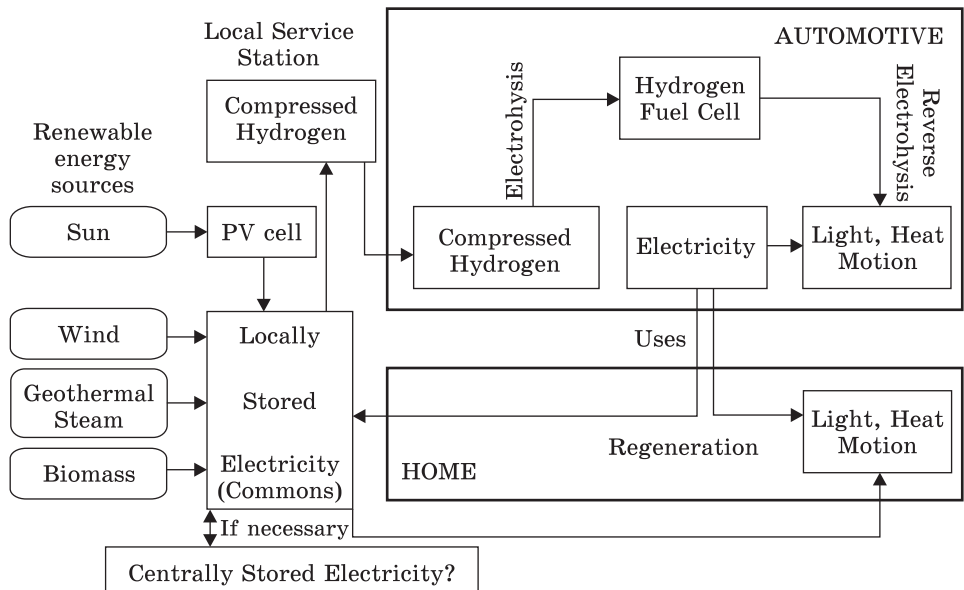 Local Service
Station
AUTOMOTIVE
Compressed
Hydrogen
Electrohysis
Hydrogen
Fuel Cell
Reverse
Electrohysis
Renewable
energy
sources
Sun
PV cell
Compressed
Hydrogen
Electricity
Light, Heat
Motion
Wind
Locally
Uses
Geothermal
Steam
Stored
Light, Heat
Motion
Regeneration
Biomass
Electricity
(Commons)
HOME
If necessary
Centrally Stored Electricity?